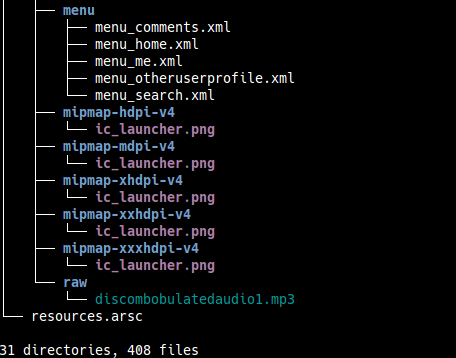 menu
menu_comments.xml
menu_home.xml
menu_me.xml
menu_otheruserprofile.xml
menu_search.xml
mipmap-hdpi-v4
ic_launcher.png
mipmap-mdpi-v4
ic_launcher.png
mipmap-xhdpi-v4
ic_launcher.png
mipmap-xxhdpi-v4
ic_launcher.png
mipmap-xxxhdpi-v4
ic_launcher.png
raw
discombobulatedaudio1.mp3
resources.arsc
31 directories, 408 files